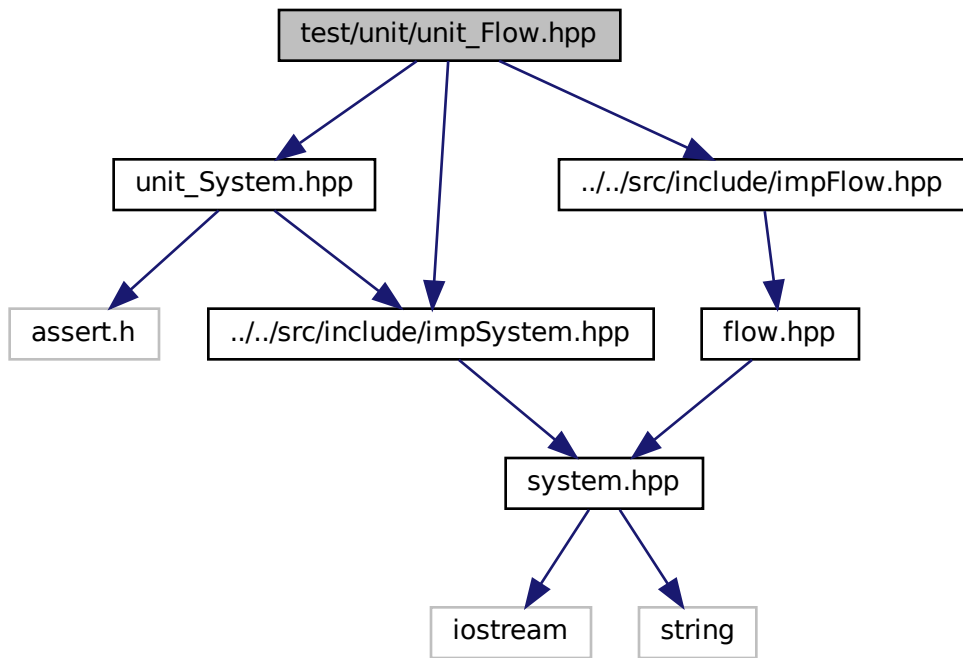 test/unit/unit_Flow.hpp
unit_System.hpp
../../src/include/impFlow.hpp
assert.h
../../src/include/impSystem.hpp
flow.hpp
system.hpp
iostream
string